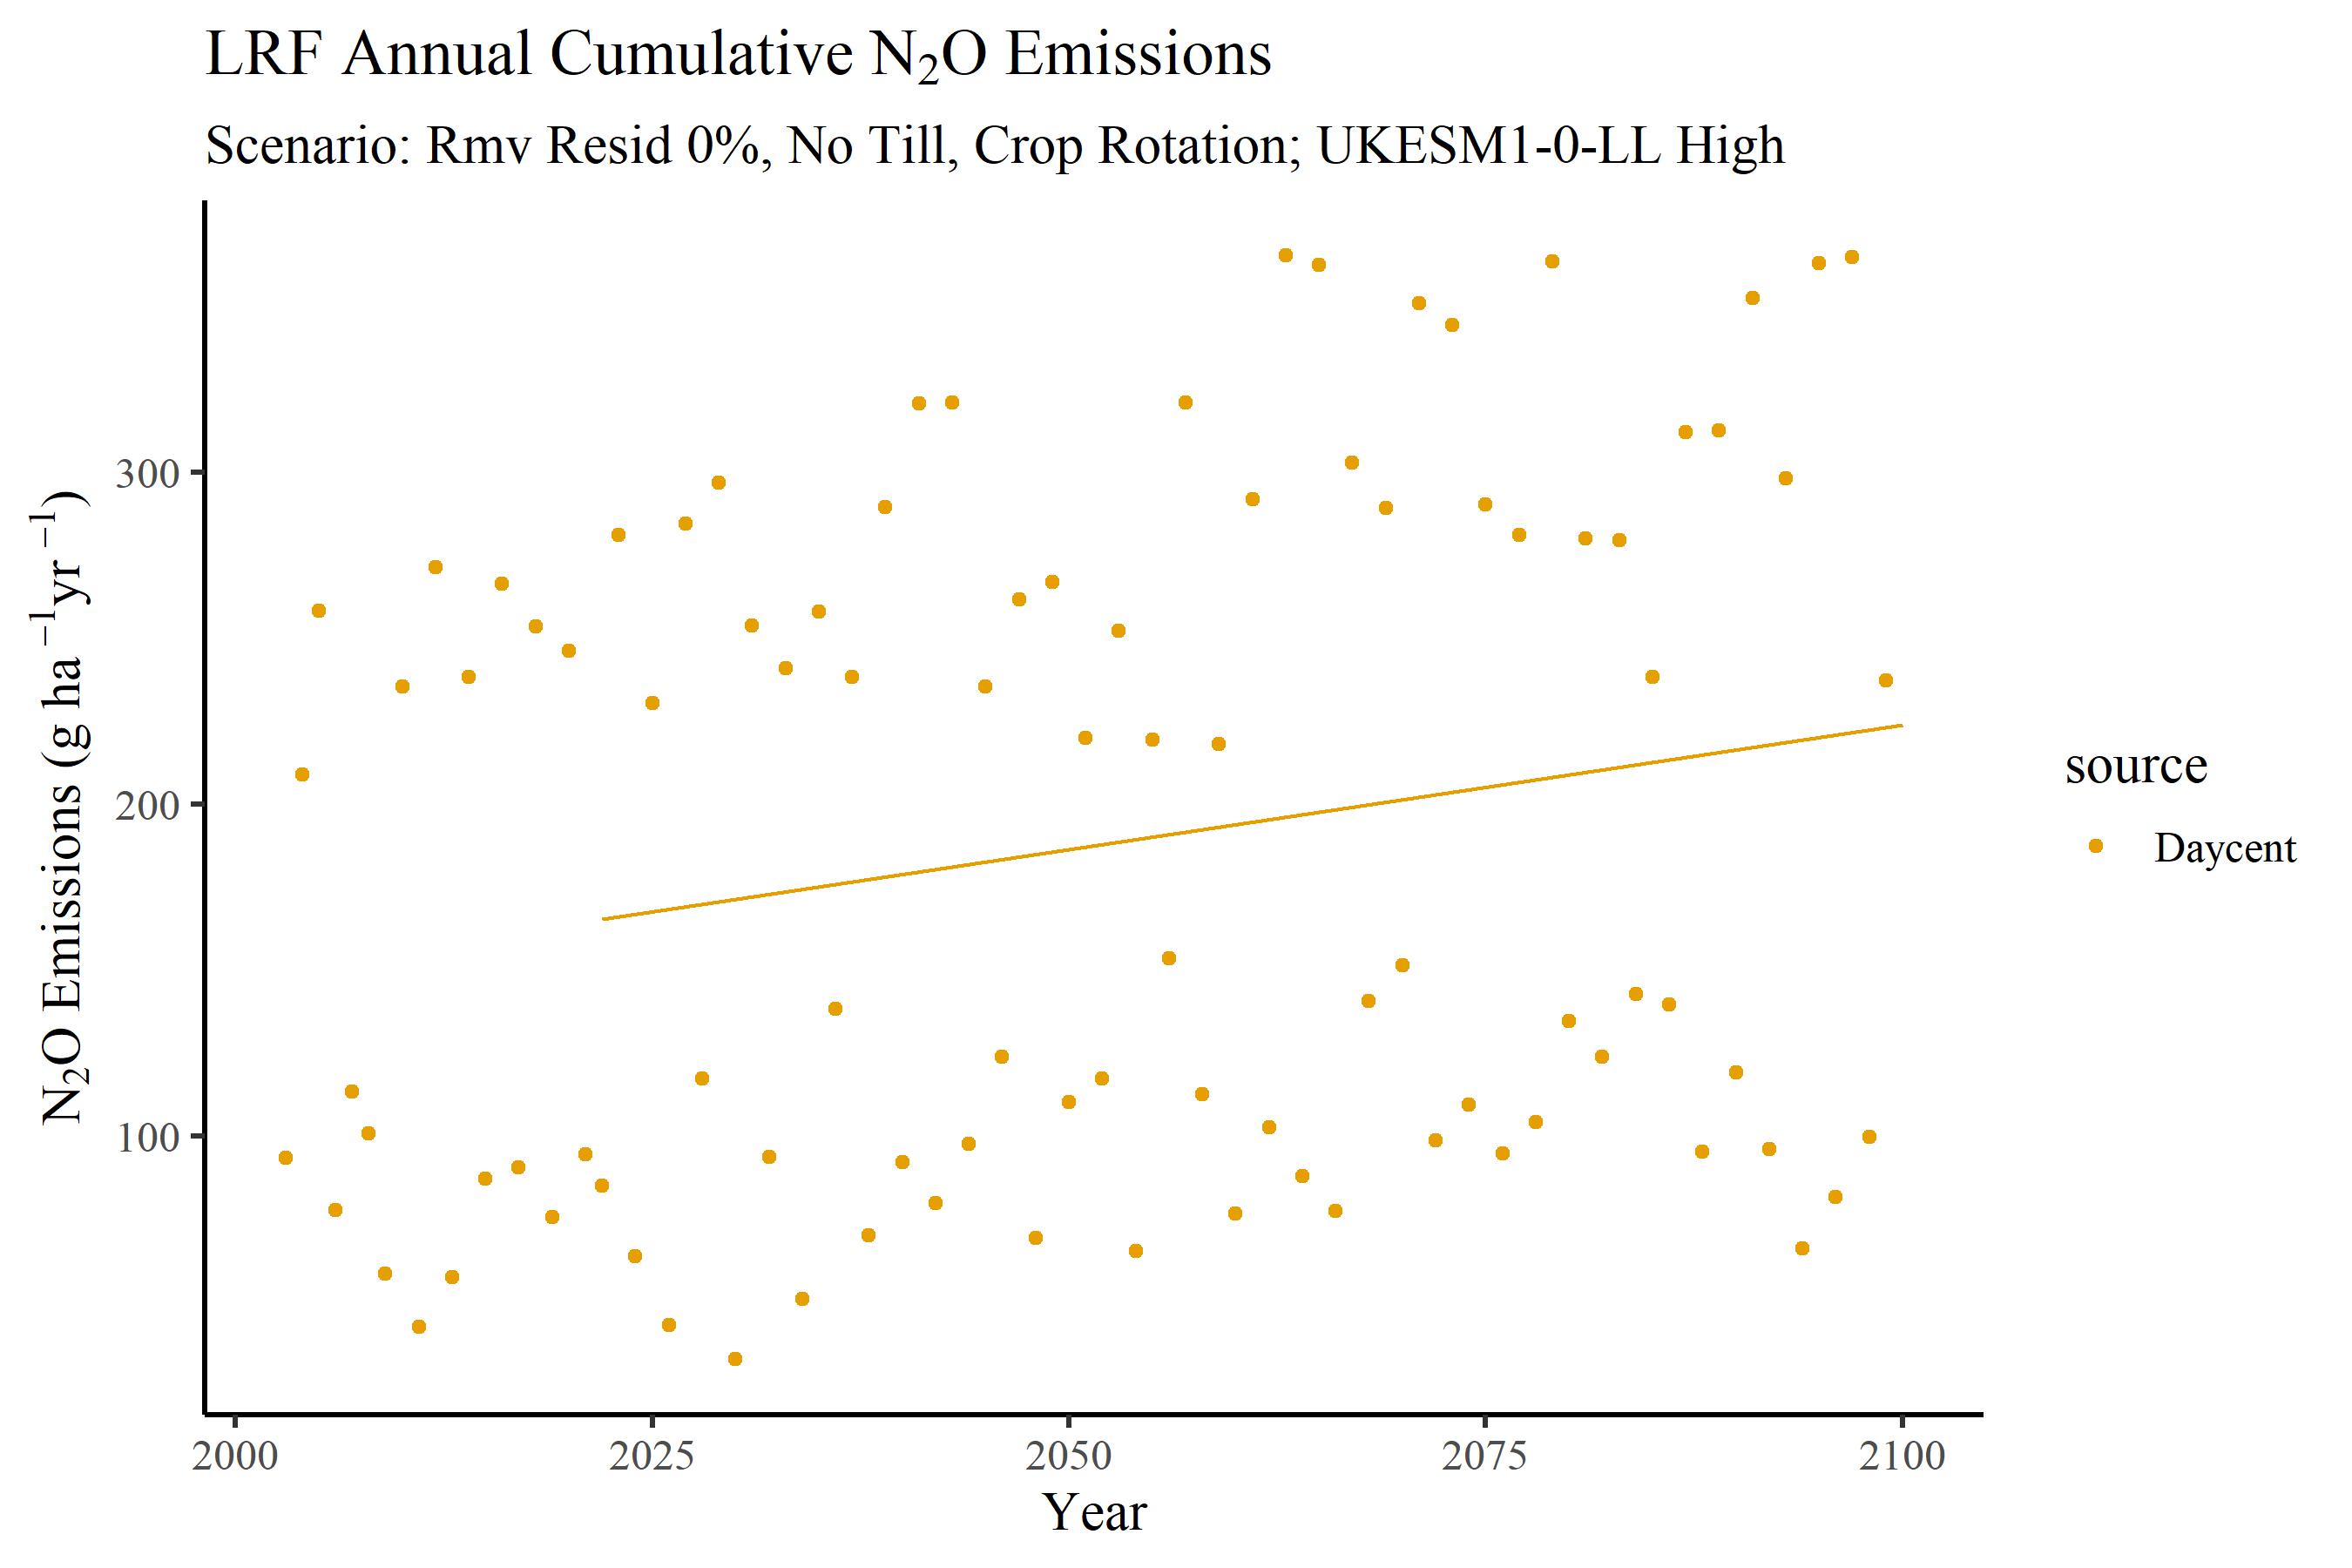 LRF Annual Cumulative N₂O Emissions
Scenario: Rmv Resid 0%, No Till, Crop Rotation; UKESM1-0-LL High
N₂O Emissions (g ha ⁻¹yr ⁻¹)
300
200
100
2000 2025 2050 2075 2100
Year
source
Daycent